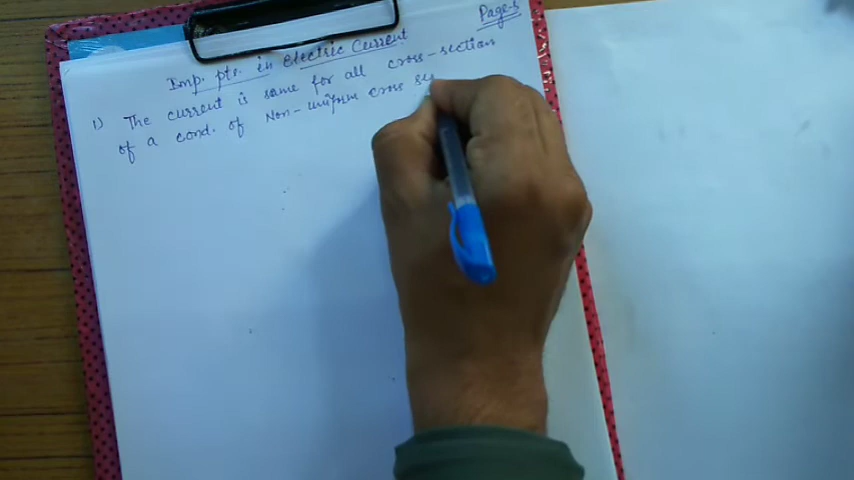 Page-5
Imp. pts. in electric Current
1) The current is same for all cross-section
of a cond. of Non-uniform cross se